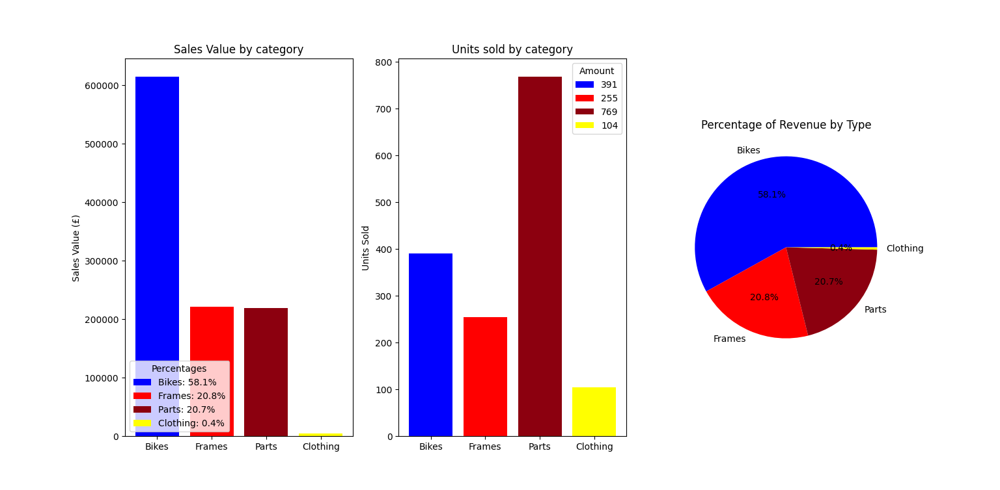 Sales Value by category
Sales Value (£)
600000
500000
400000
300000
200000
100000
0
Percentages
Bikes: 58.1%
Frames: 20.8%
Parts: 20.7%
Clothing: 0.4%
Bikes
Frames
Parts
Clothing
Units sold by category
Units Sold
800
700
600
500
400
300
200
100
0
Amount
391
255
769
104
Bikes
Frames
Parts
Clothing
Percentage of Revenue by Type
Bikes
58.1%
0.4%
Clothing
20.7%
20.8%
Parts
Frames